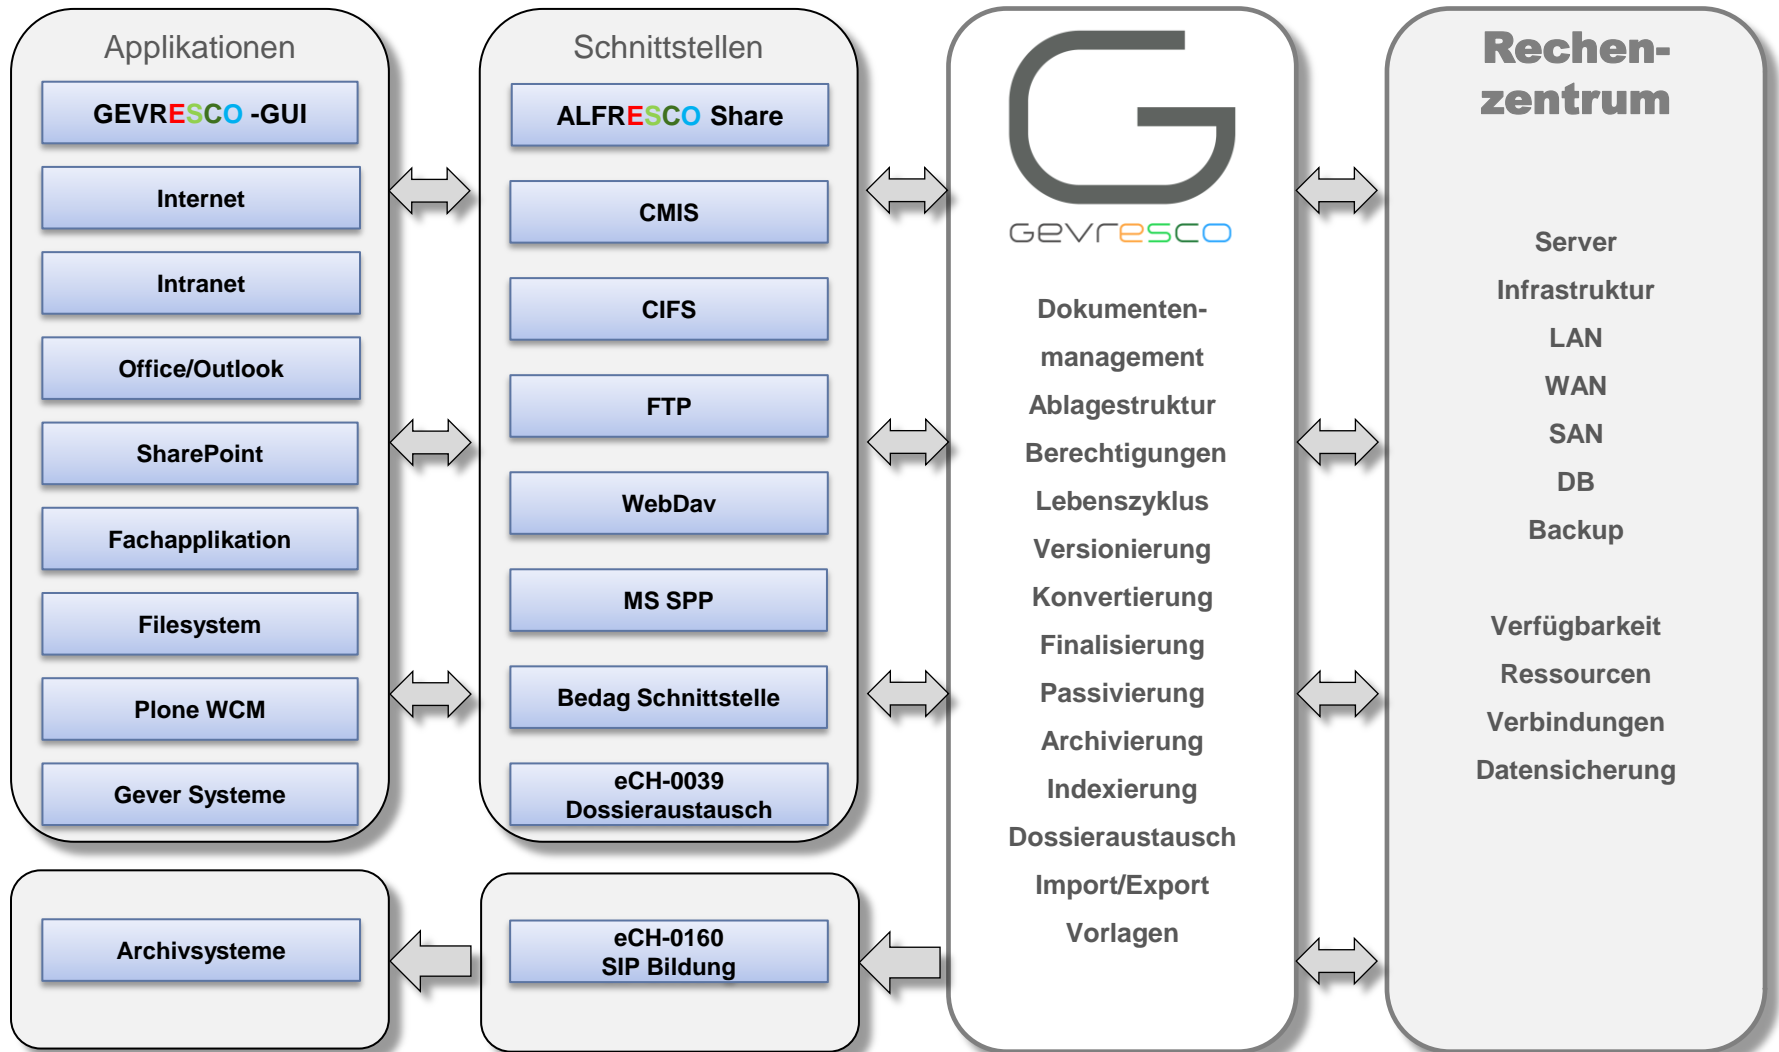 Applikationen
GEVRESCO -GUI
Internet
Intranet
Office/Outlook
SharePoint
Fachapplikation
Filesystem
Plone WCM
Gever Systeme
Archivsysteme
Schnittstellen
ALFRESCO Share
CMIS
CIFS
FTP
WebDav
MS SPP
Bedag Schnittstelle
eCH-0039
Dossieraustausch
eCH-0160
SIP Bildung
G
Gevresco
Dokumenten-
management
Ablagestruktur
Berechtigungen
Lebenszyklus
Versionierung
Konvertierung
Finalisierung
Passivierung
Archivierung
Indexierung
Dossieraustausch
Import/Export
Vorlagen
Rechen-
zentrum
Server
Infrastruktur
LAN
WAN
SAN
DB
Backup
Verfügbarkeit
Ressourcen
Verbindungen
Datensicherung